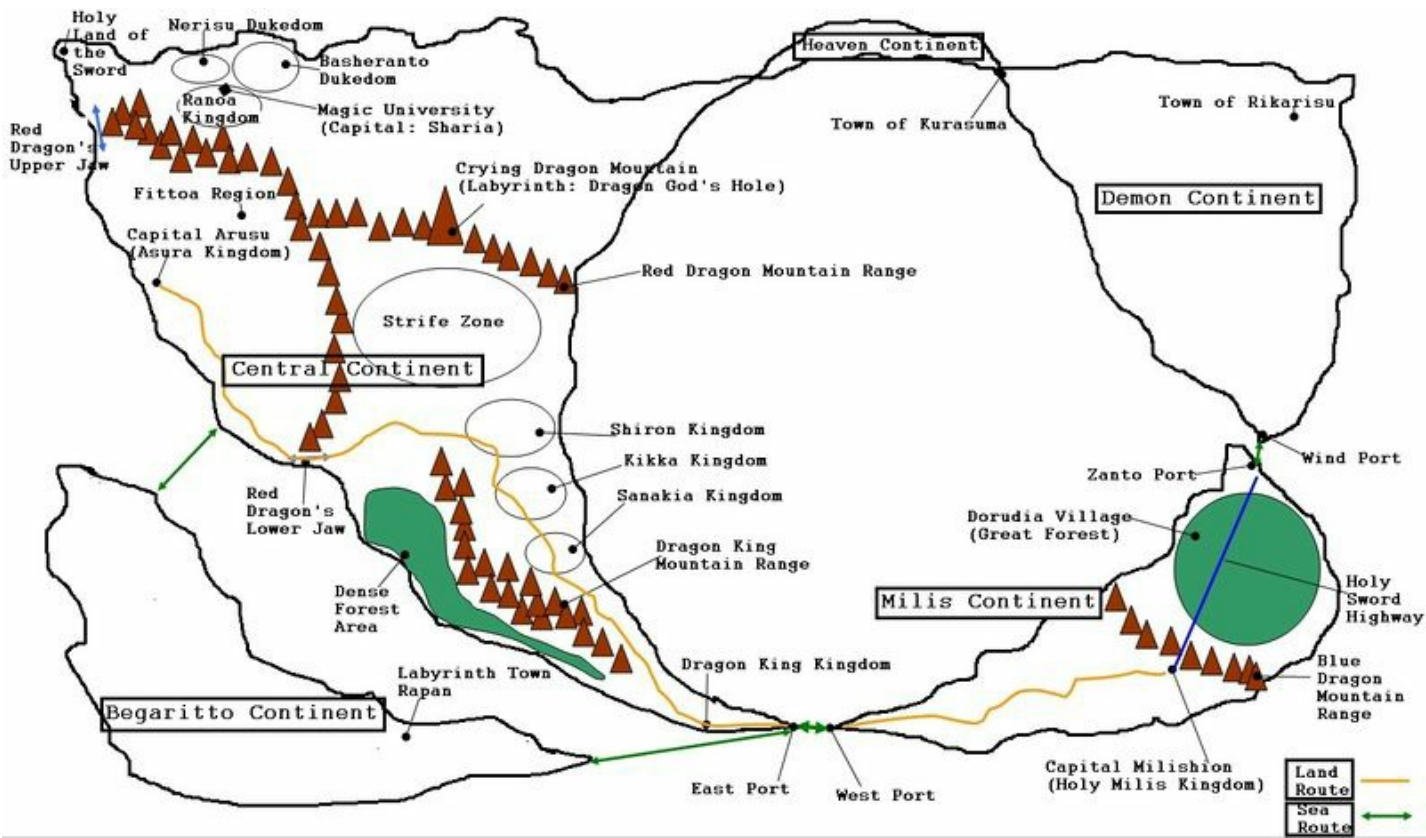 Holy
Land of
the
Sword
Nerisu Dukedom
Basheranto
Dukedom
Ranoa
Kingdom
Magic University
(Capital: Sharia)
Red
Dragon's
Upper Jaw
Fittoa Region
Capital Arusu
(Asura Kingdom)
Crying Dragon Mountain
(Labyrinth: Dragon God's Hole)
Red Dragon Mountain Range
Strife Zone
Central Continent
Heaven Continent
Town of Kurasuma
Town of Rikarisu
Demon Continent
Shiron Kingdom
Kikka Kingdom
Sanakia Kingdom
Red
Dragon's
Lower Jaw
Dense
Forest
Area
Dragon King
Mountain Range
Wind Port
Zanto Port
Dorudia Village
(Great Forest)
Milis Continent
Holy
Sword
Highway
Dragon King Kingdom
Labyrinth Town
Rapan
Begaritto Continent
Blue
Dragon
Mountain
Range
East Port
West Port
Capital Milishion
(Holy Milis Kingdom)
Land
Route
Sea
Route